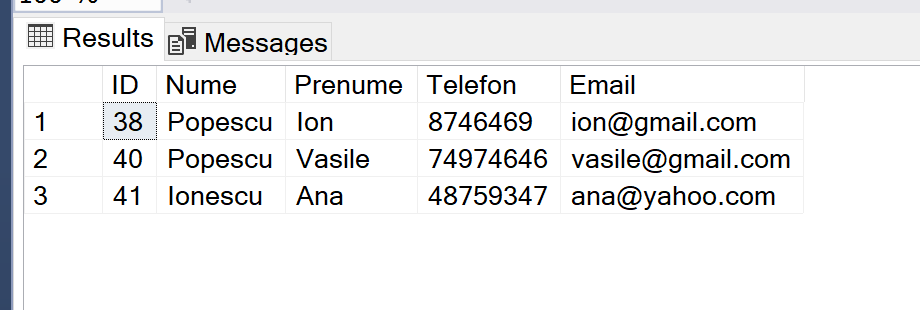 Results Messages
ID Nume Prenume Telefon Email
1 38 Popescu Ion 8746469 ion@gmail.com
2 40 Popescu Vasile 74974646 vasile@gmail.com
3 41 Ionescu Ana 48759347 ana@yahoo.com